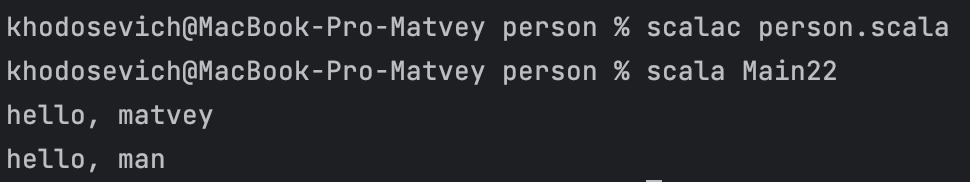 khodosevich@MacBook-Pro-Matvey person % scalac person.scala
khodosevich@MacBook-Pro-Matvey person % scala Main22
hello, matvey
hello, man